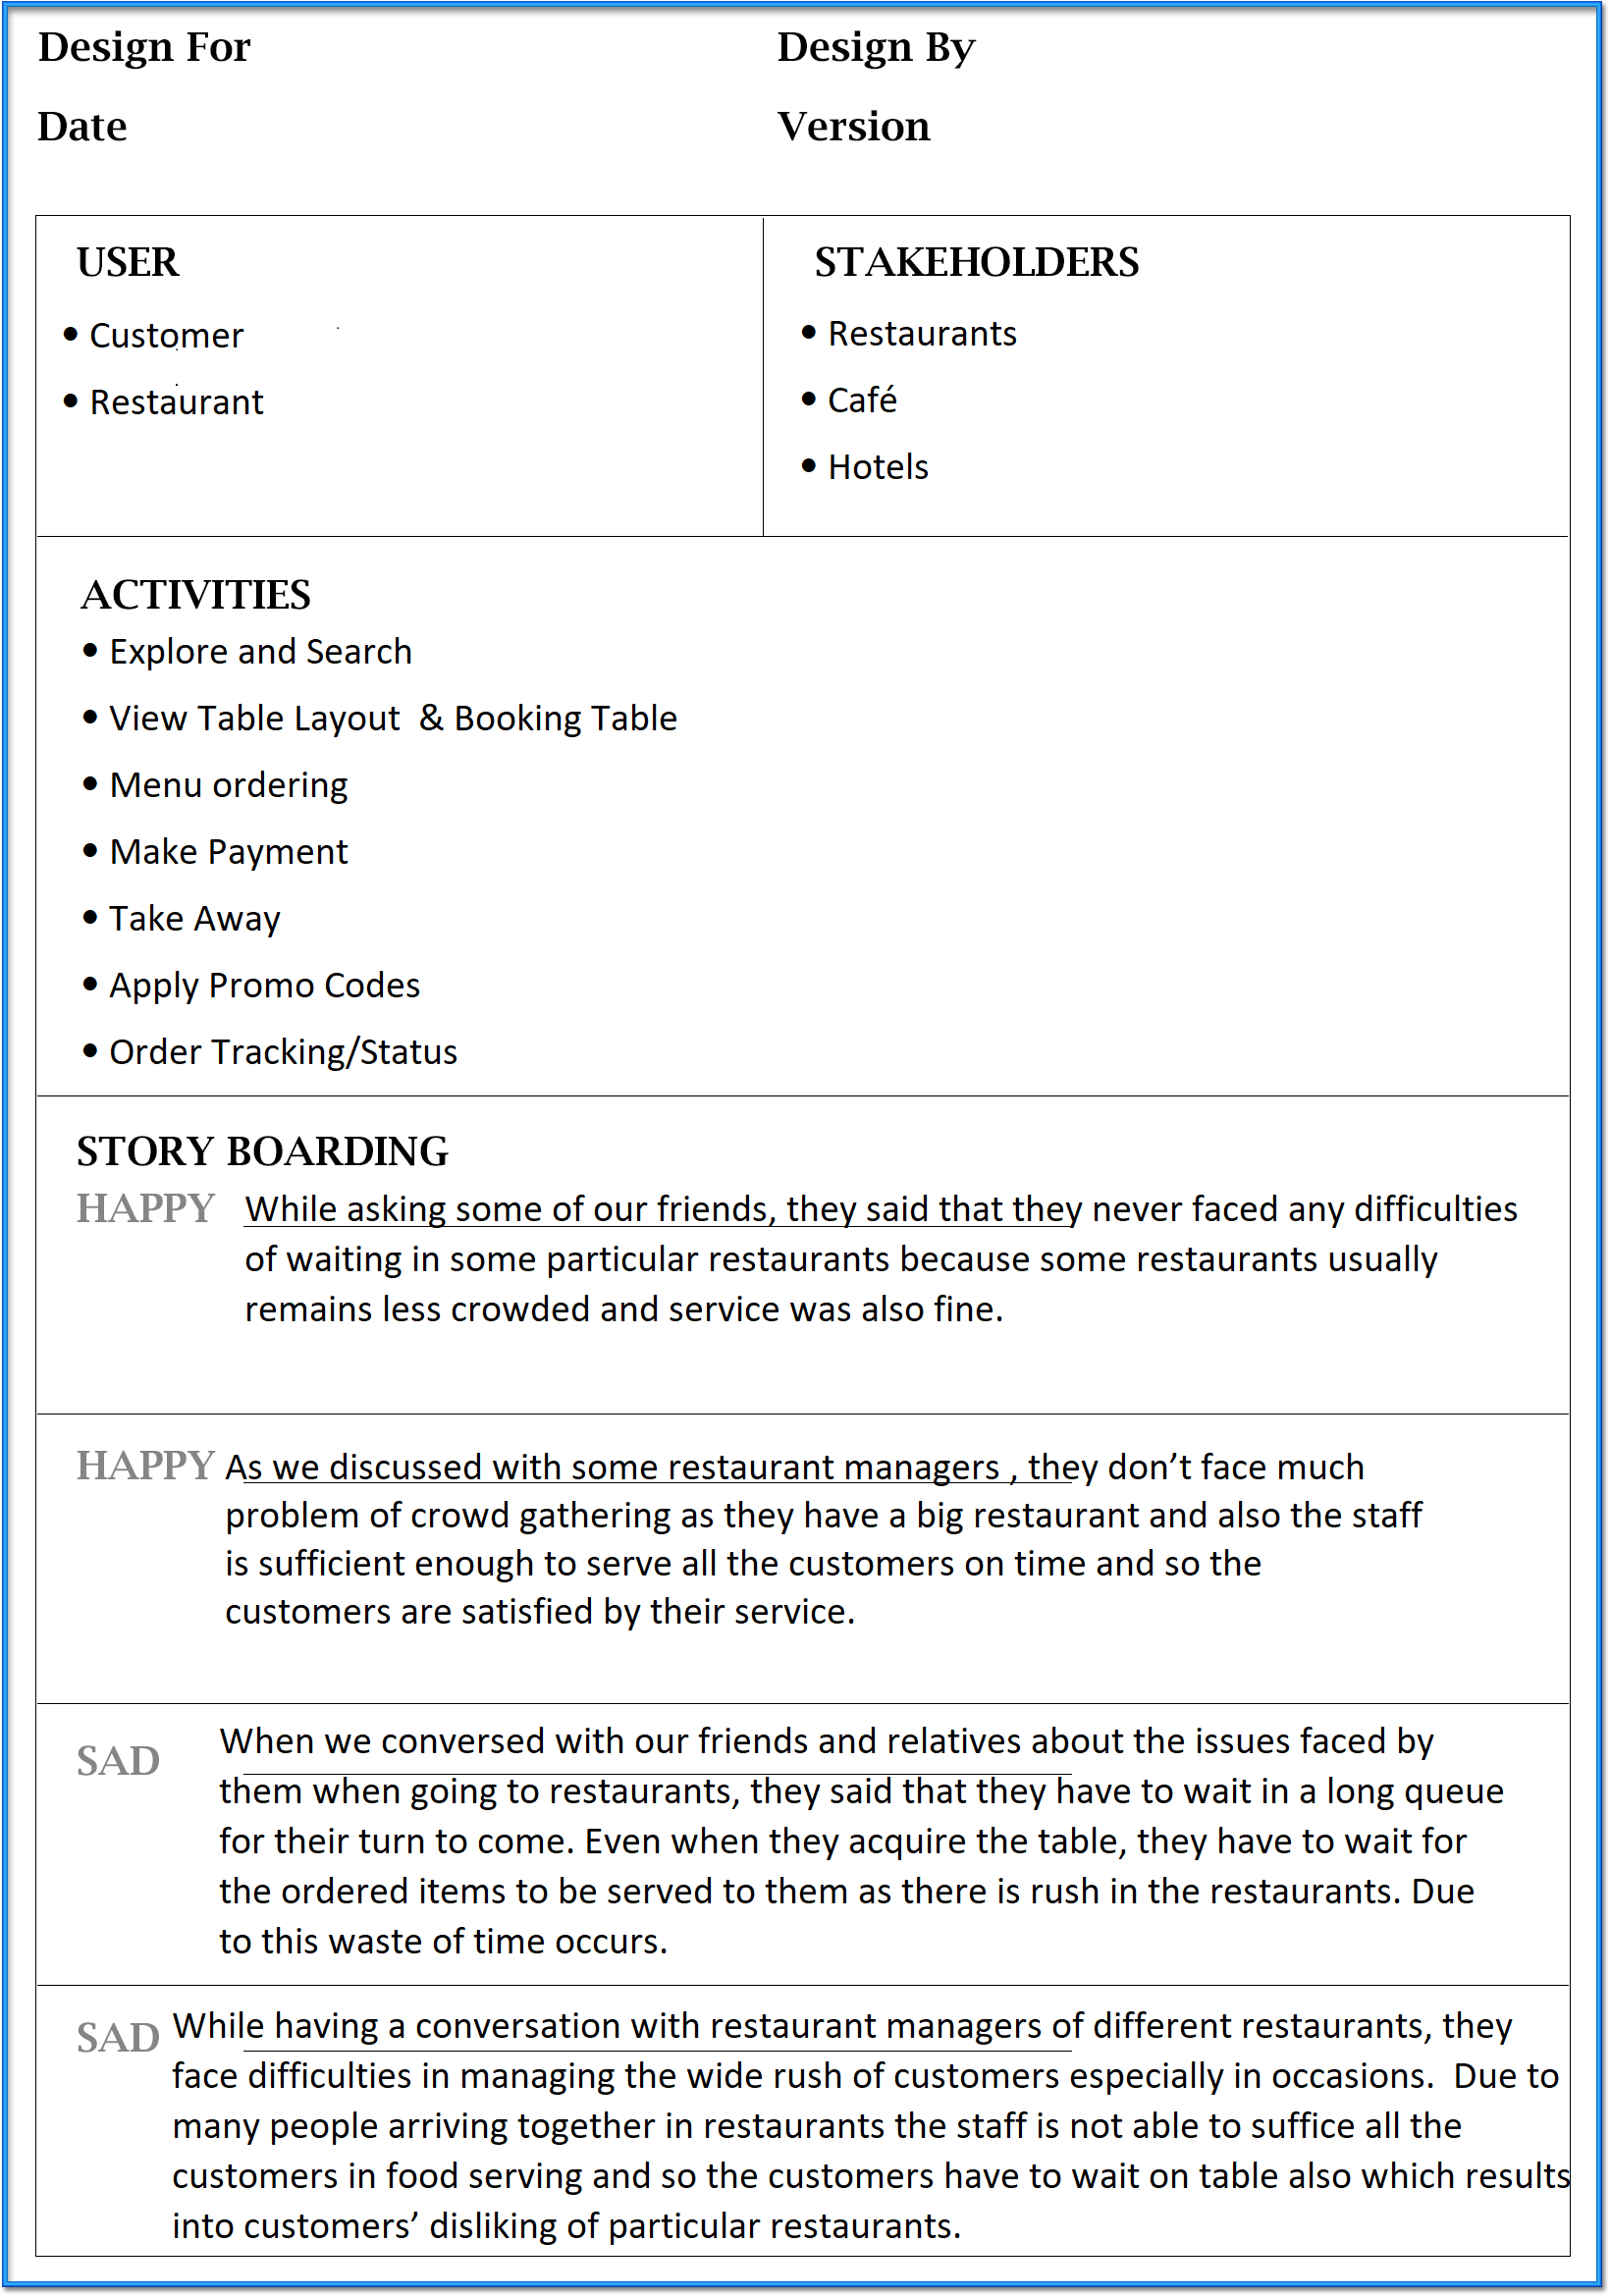 Design For
Design By
Date
Version
USER
• Customer
• Restaurant
STAKEHOLDERS
• Restaurants
• Café
• Hotels
ACTIVITIES
• Explore and Search
• View Table Layout  & Booking Table
• Menu ordering
• Make Payment
• Take Away
• Apply Promo Codes
• Order Tracking/Status
STORY BOARDING
HAPPY While asking some of our friends, they said that they never faced any difficulties
of waiting in some particular restaurants because some restaurants usually
remains less crowded and service was also fine.
HAPPY As we discussed with some restaurant managers , they don’t face much
problem of crowd gathering as they have a big restaurant and also the staff
is sufficient enough to serve all the customers on time and so the
customers are satisfied by their service.
SAD When we conversed with our friends and relatives about the issues faced by
them when going to restaurants, they said that they have to wait in a long queue
for their turn to come. Even when they acquire the table, they have to wait for
the ordered items to be served to them as there is rush in the restaurants. Due
to this waste of time occurs.
SAD While having a conversation with restaurant managers of different restaurants, they
face difficulties in managing the wide rush of customers especially in occasions.  Due to
many people arriving together in restaurants the staff is not able to suffice all the
customers in food serving and so the customers have to wait on table also which results
into customers’ disliking of particular restaurants.